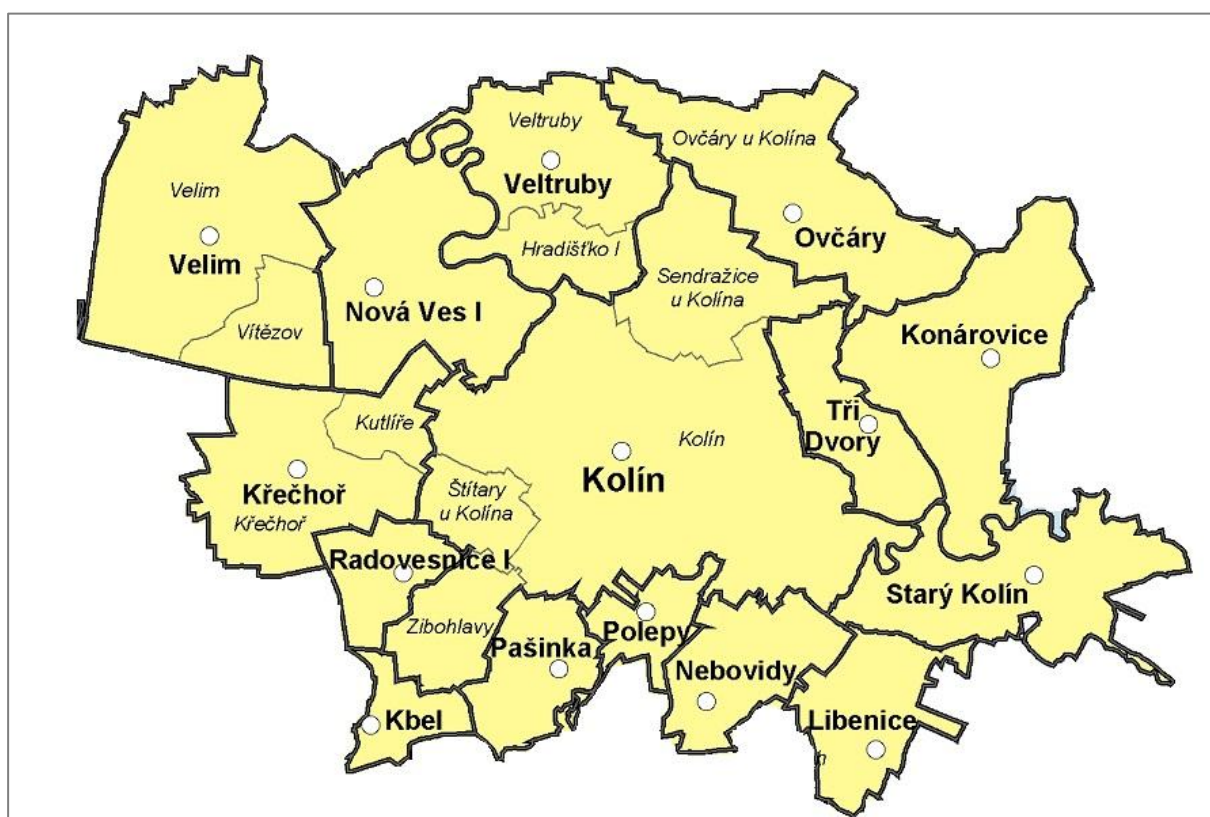 Veltruby
Ovčáry u Kolína
Velim
Veltruby
Ovčáry
Hradišťko I
Velim
Sendražice
u Kolína
Nová Ves I
Vítězov
Konárovice
Kutlíře
Tři
Dvory
Kolín
Kolín
Křečhoř
Křečhoř
Štítary
u Kolína
Radovesnice I
Starý Kolín
Zibohlavy
Polepy
Pašinka
Nebovidy
Kbel
Libenice